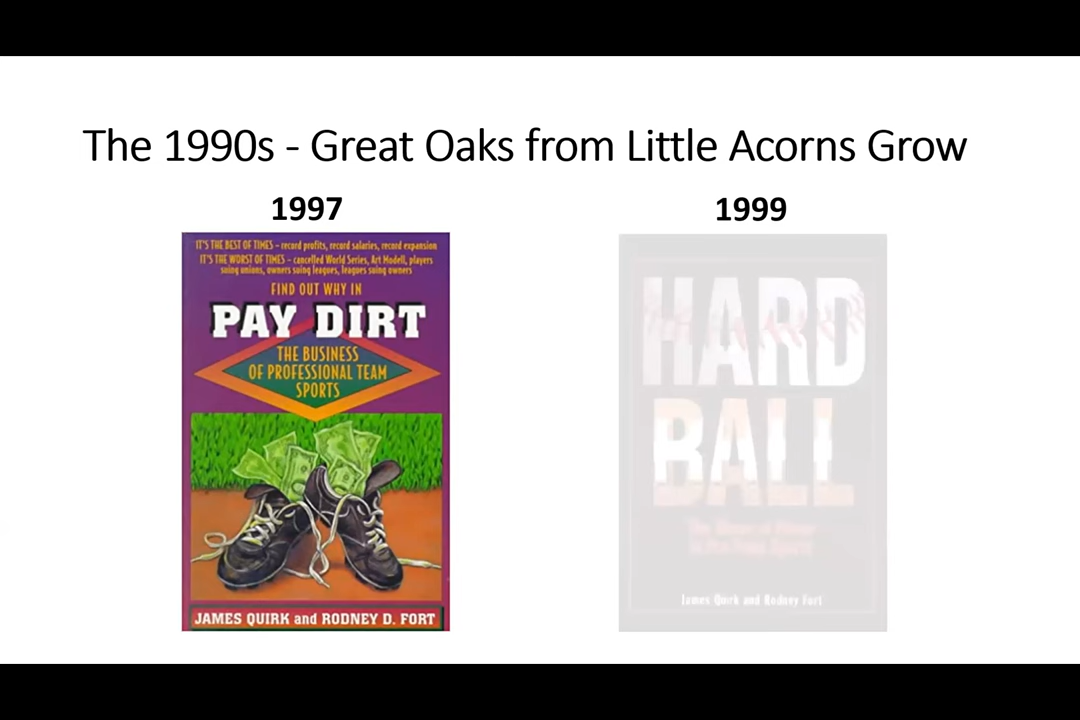 The 1990s - Great Oaks from Little Acorns Grow
1997
IT'S THE BEST OF TIMES – record profits, record salaries, record expansion
IT'S THE WORST OF TIMES – cancelled World Series, Art Modell, players
suing unions, owners suing leagues, leagues suing owners
FIND OUT WHY IN
PAY DIRT
THE BUSINESS
OF PROFESSIONAL TEAM
SPORTS
JAMES QUIRK and RODNEY D. FORT
1999
HARD
BALL
James Quirk and Rodney Fort